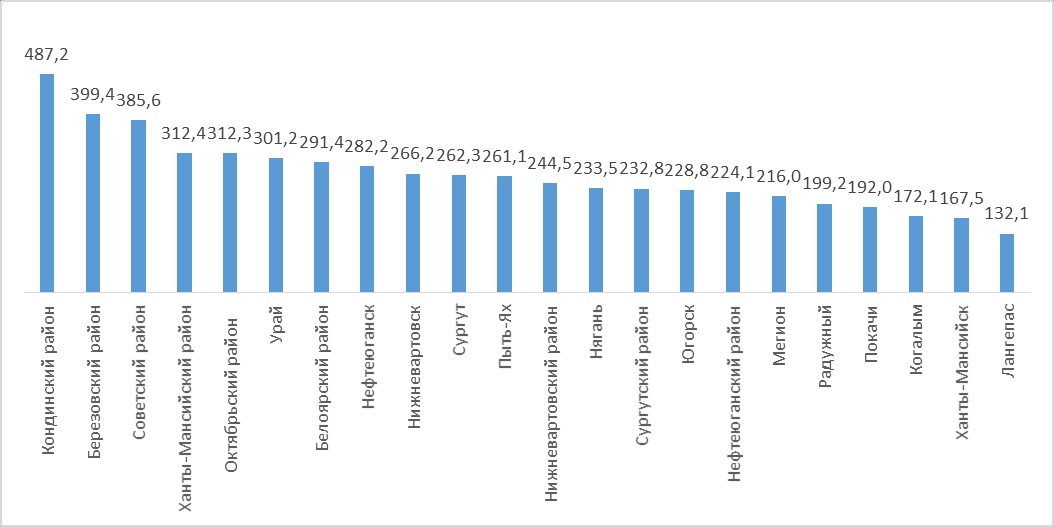 487,2
399,4
385,6
312,4
312,3
301,2
291,4
282,2
266,2
262,3
261,1
244,5
233,5
232,8
228,8
224,1
216,0
199,2
192,0
172,1
167,5
132,1
Кондинский район
Березовский район
Советский район
Ханты-Мансийский район
Октябрьский район
Урай
Белоярский район
Нефтеюганск
Нижневартовск
Сургут
Пыть-Ях
Нижневартовский район
Нягань
Сургутский район
Югорск
Нефтеюганский район
Мегион
Радужный
Покачи
Когалым
Ханты-Мансийск
Лангепас